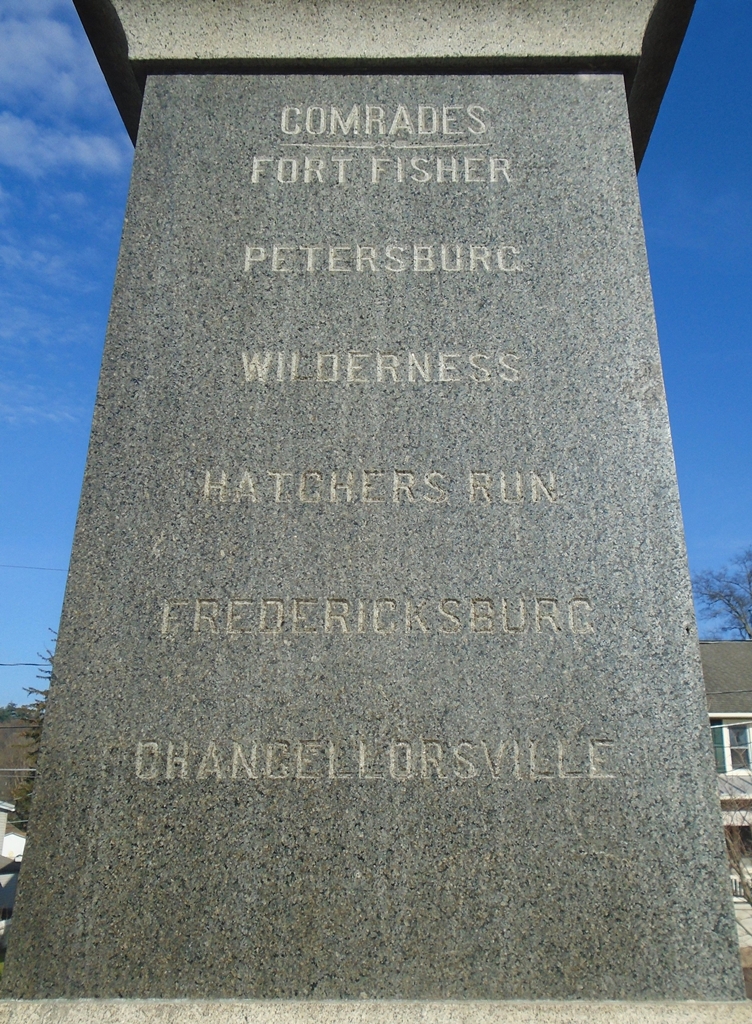 COMRADES
FORT FISHER
PETERSBURG
WILDERNESS
HATCHERS RUN
FREDERICKSBURG
CHANCELLORSVILLE